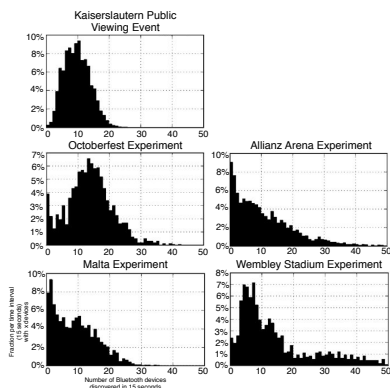 Kaiserslautern Public
Viewing Event
10%
8%
6%
4%
2%
0%
0 10 20 30 40 50
Octoberfest Experiment
7%
6%
5%
4%
3%
2%
1%
0%
0 10 20 30 40 50
Allianz Arena Experiment
10%
8%
6%
4%
2%
0%
0 10 20 30 40 50
Malta Experiment
10%
8%
6%
4%
2%
0%
0 10 20 30 40 50
Fraction per time interval
(15 seconds)
with x devices
Number of Bluetooth devices
discovered in 15 seconds
Wembley Stadium Experiment
8%
7%
6%
5%
4%
3%
2%
1%
0%
0 10 20 30 40 50